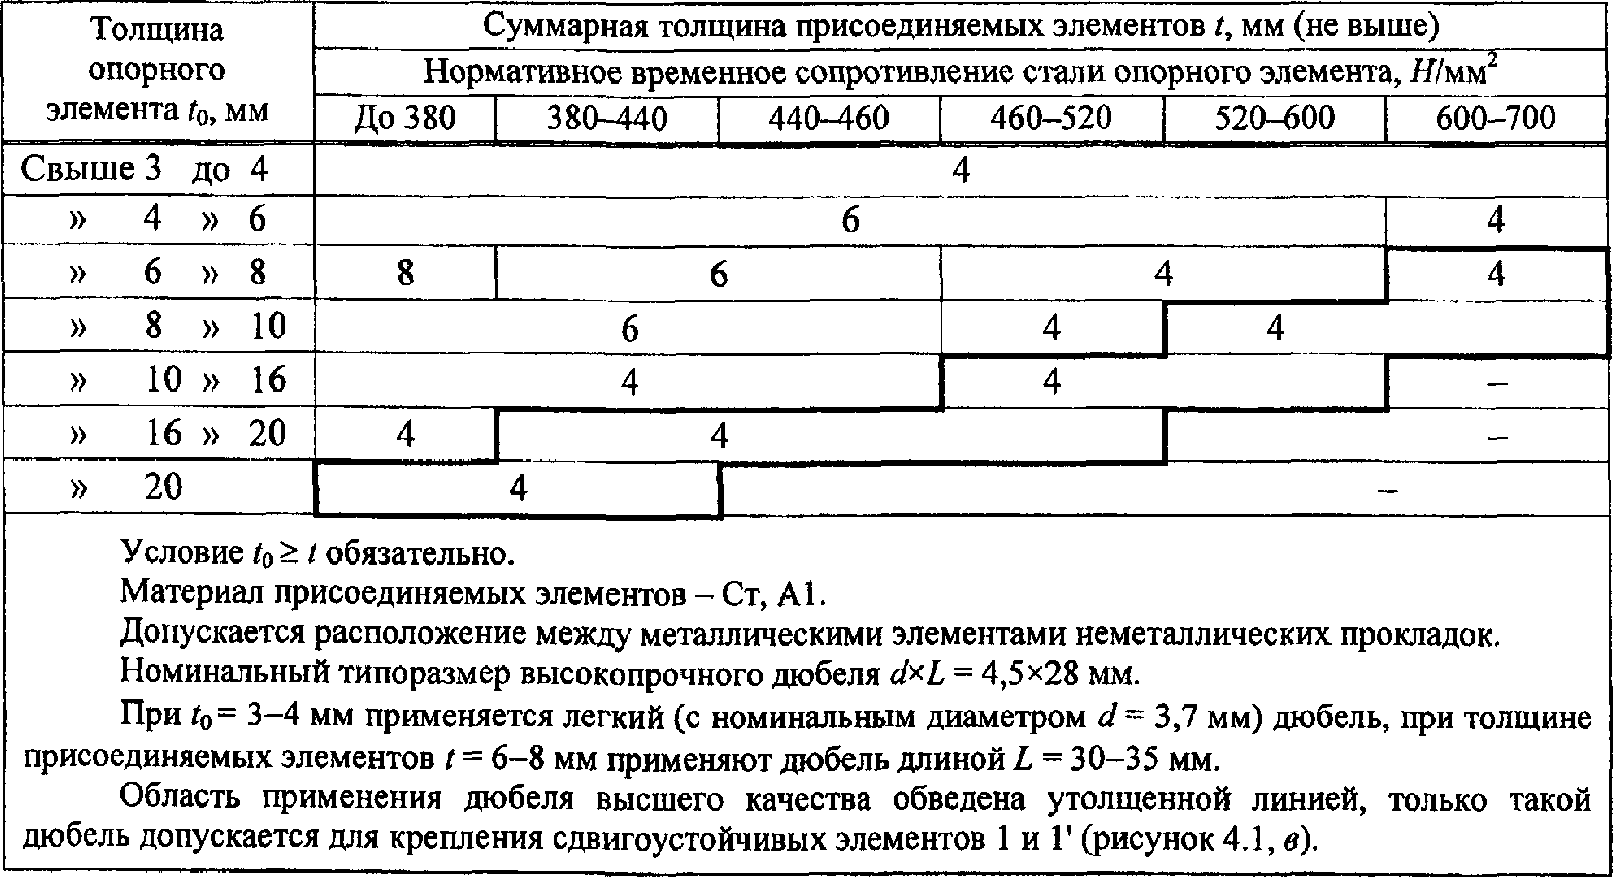 Толщина опорного элемента t₀, мм
Суммарная толщина присоединяемых элементов t, мм (не выше)
Нормативное временное сопротивление стали опорного элемента, Н/мм²
До 380 380–440 440–460 460–520 520–600 600–700
Свыше 3 до 4 4
» 4 » 6 6 4
» 6 » 8 8 6 4 4
» 8 » 10 6 4 4
» 10 » 16 4 4 –
» 16 » 20 4 4 –
» 20 4 –
Условие t₀ ≥ t обязательно.
Материал присоединяемых элементов – Ст, А1.
Допускается расположение между металлическими элементами неметаллических прокладок.
Номинальный типоразмер высокопрочного дюбеля d×L = 4,5×28 мм.
При t₀ = 3–4 мм применяется легкий (с номинальным диаметром d = 3,7 мм) дюбель, при толщине
присоединяемых элементов t = 6–8 мм применяют дюбель длиной L = 30–35 мм.
Область применения дюбеля высшего качества обведена утолщенной линией, только такой
дюбель допускается для крепления сдвигоустойчивых элементов 1 и 1' (рисунок 4.1, в).